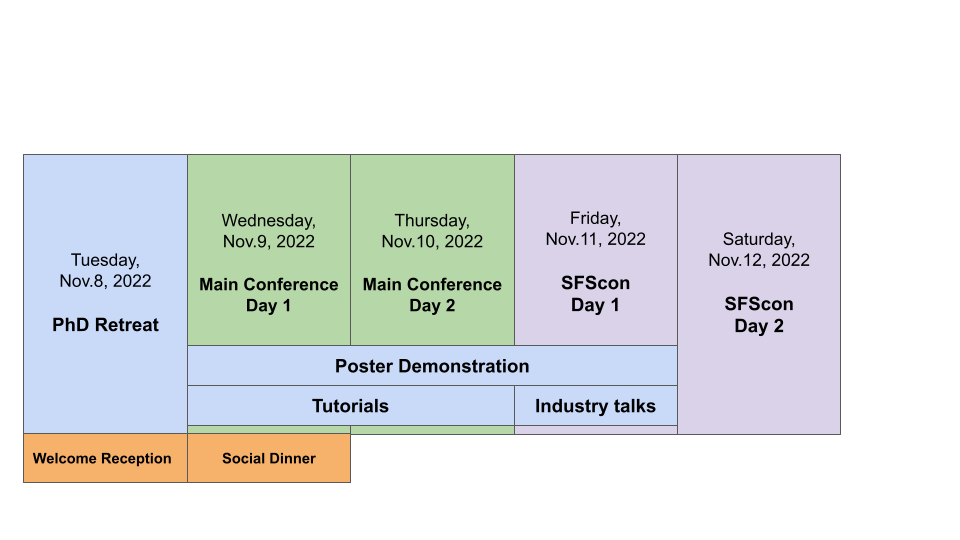 Tuesday,
Nov.8, 2022
PhD Retreat
Wednesday,
Nov.9, 2022
Main Conference
Day 1
Thursday,
Nov.10, 2022
Main Conference
Day 2
Friday,
Nov.11, 2022
SFScon
Day 1
Saturday,
Nov.12, 2022
SFScon
Day 2
Poster Demonstration
Tutorials
Industry talks
Welcome Reception
Social Dinner